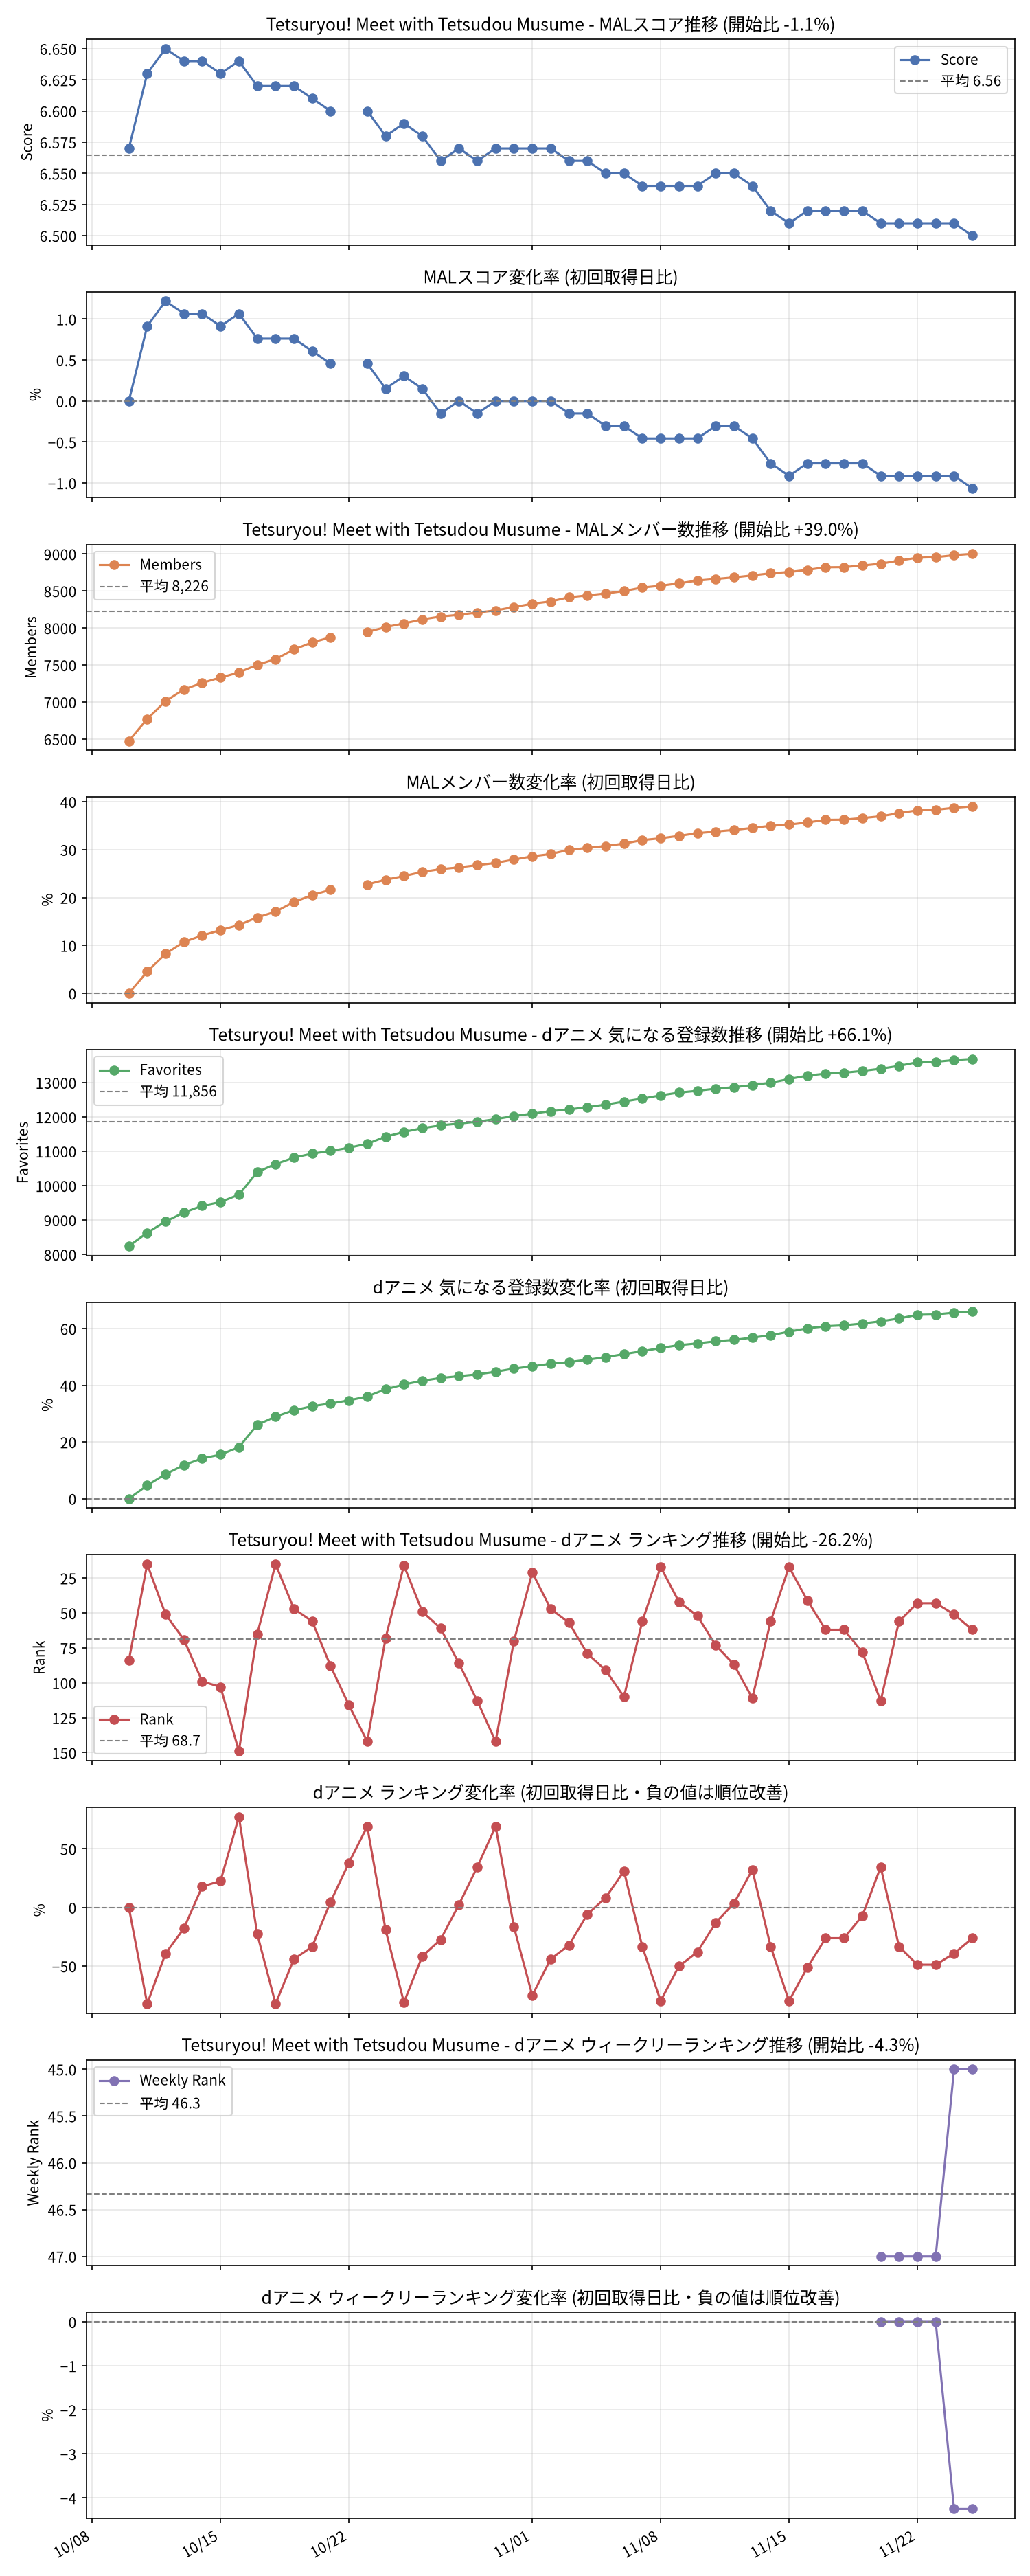 Tetsuryou! Meet with Tetsudou Musume - MALスコア推移 (開始比 -1.1%)
6.650
6.625
6.600
6.575
6.550
6.525
6.500
Score
Score
平均 6.56
MALスコア変化率 (初回取得日比)
1.0
0.5
0.0
−0.5
−1.0
%
Tetsuryou! Meet with Tetsudou Musume - MALメンバー数推移 (開始比 +39.0%)
9000
8500
8000
7500
7000
6500
Members
Members
平均 8,226
MALメンバー数変化率 (初回取得日比)
40
30
20
10
0
%
Tetsuryou! Meet with Tetsudou Musume - dアニメ 気になる登録数推移 (開始比 +66.1%)
13000
12000
11000
10000
9000
8000
Favorites
Favorites
平均 11,856
dアニメ 気になる登録数変化率 (初回取得日比)
60
40
20
0
%
Tetsuryou! Meet with Tetsudou Musume - dアニメ ランキング推移 (開始比 -26.2%)
25
50
75
100
125
150
Rank
Rank
平均 68.7
dアニメ ランキング変化率 (初回取得日比・負の値は順位改善)
50
0
−50
%
Tetsuryou! Meet with Tetsudou Musume - dアニメ ウィークリーランキング推移 (開始比 -4.3%)
45.0
45.5
46.0
46.5
47.0
Weekly Rank
Weekly Rank
平均 46.3
dアニメ ウィークリーランキング変化率 (初回取得日比・負の値は順位改善)
0
−1
−2
−3
−4
%
10/08
10/15
10/22
11/01
11/08
11/15
11/22